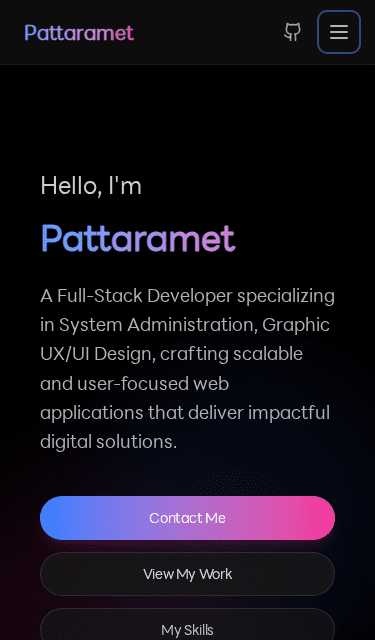 Pattaramet
Hello, I'm
Pattaramet
A Full-Stack Developer specializing
in System Administration, Graphic
UX/UI Design, crafting scalable
and user-focused web
applications that deliver impactful
digital solutions.
Contact Me
View My Work
My Skills